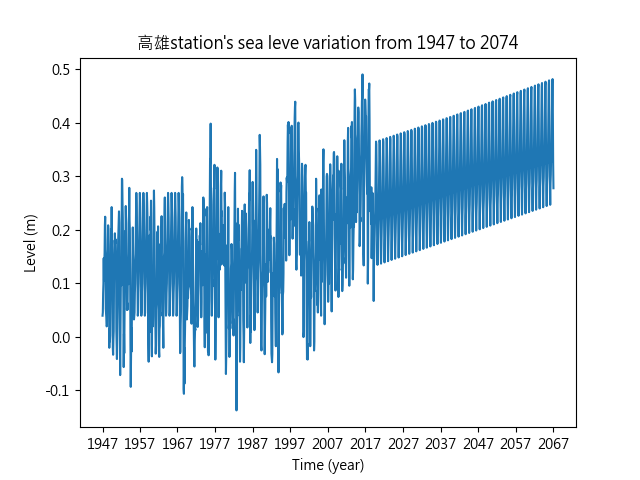 高雄station's sea leve variation from 1947 to 2074
0.5
0.4
0.3
0.2
0.1
0.0
-0.1
Level (m)
1947 1957 1967 1977 1987 1997 2007 2017 2027 2037 2047 2057 2067
Time (year)